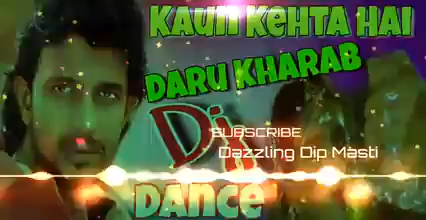 Kaun Kehta Hai
Daru Kharab
Dj
SUBSCRIBE
Dazzling Dip Masti
Dance